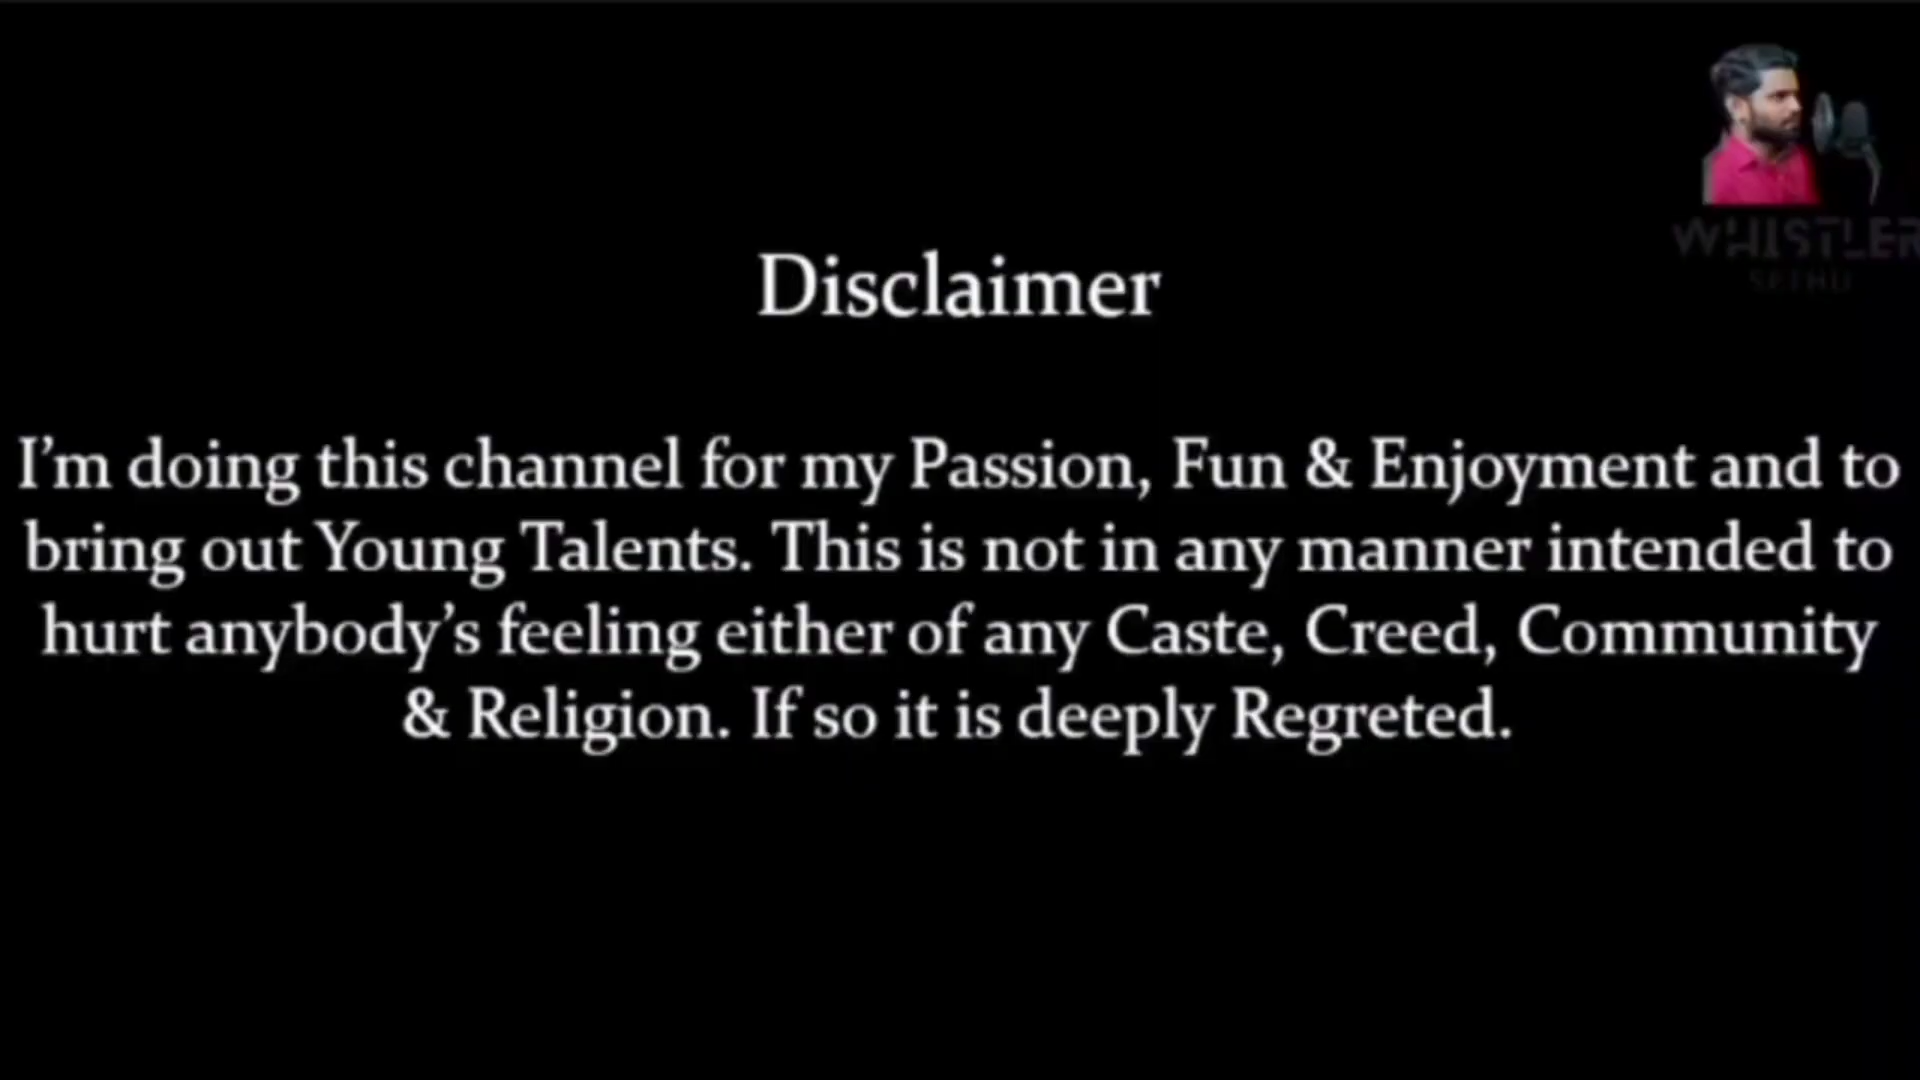 WHISTLER
SETHU
Disclaimer
I'm doing this channel for my Passion, Fun & Enjoyment and to
bring out Young Talents. This is not in any manner intended to
hurt anybody's feeling either of any Caste, Creed, Community
& Religion. If so it is deeply Regreted.